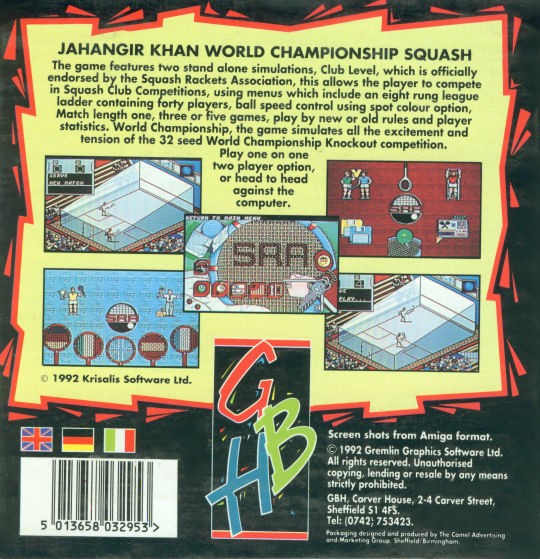 JAHANGIR KHAN WORLD CHAMPIONSHIP SQUASH
The game features two stand alone simulations, Club Level, which is officially
endorsed by the Squash Rackets Association, this allows the player to compete
in Squash Club Competitions, using menus which include an eight rung league
ladder containing forty players, ball speed control using spot colour option,
Match length one, three or five games, play by new or old rules and player
statistics. World Championship, the game simulates all the excitement and
tension of the 32 seed World Championship Knockout competition.
Play one on one
two player option,
or head to head
against the
computer.
SERVE
NEW MATCH
RETURN TO MAIN MENU
SRA
SRA
SRA
PLAY...
© 1992 Krisalis Software Ltd.
GBH
Screen shots from Amiga format.
© 1992 Gremlin Graphics Software Ltd.
All rights reserved. Unauthorised
copying, lending or resale by any means
strictly prohibited.
GBH, Carver House, 2-4 Carver Street,
Sheffield S1 4FS.
Tel: (0742) 753423.
Packaging designed and produced by The Camel Advertising
and Marketing Group. Sheffield/Birmingham.
5 013658 032953 >